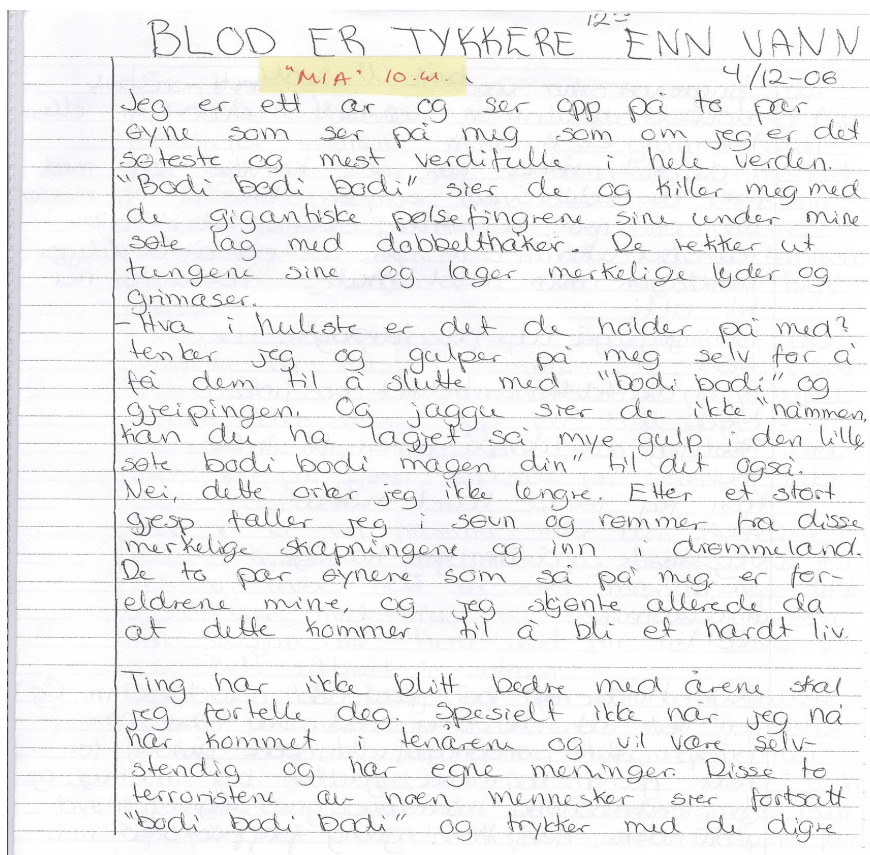 12
BLOD ER TYKKERE ENN VANN
"MIA" 10.kl. 4/12-06
Jeg er ett år og ser opp på to par
øyne som ser på meg som om jeg er det
søteste og mest verdifulle i hele verden.
"Bodi bodi bodi" sier de og killer meg med
de gigantiske pølsefingrene sine under mine
søte lag med dobbelthaker. De rekker ut
tungene sine og lager merkelige lyder og
grimaser.
- Hva i huleste er det de holder på med?
tenker jeg og gulper på meg selv for å
få dem til å slutte med "bodi bodi" og
gjeipingen. Og jaggu sier de ikke "nammen,
kan du ha lagjet så mye gulp i den lille
søte bodi bodi magen din" til det også.
Nei, dette orker jeg ikke lengre. Etter et stort
gjesp faller jeg i søvn og rømmer fra disse
merkelige skapningene og inn i drømmeland.
De to par øynene som så på meg, er for-
eldrene mine, og jeg skjønte allerede da
at dette kommer til å bli et hardt liv.
Ting har ikke blitt bedre med årene skal
jeg fortelle deg. Spesielt ikke når jeg nå
har kommet i tenårene og vil være selv-
stendig og har egne meninger. Disse to
terroristene av noen mennesker sier fortsatt
"bodi bodi bodi" og trykker med de digre